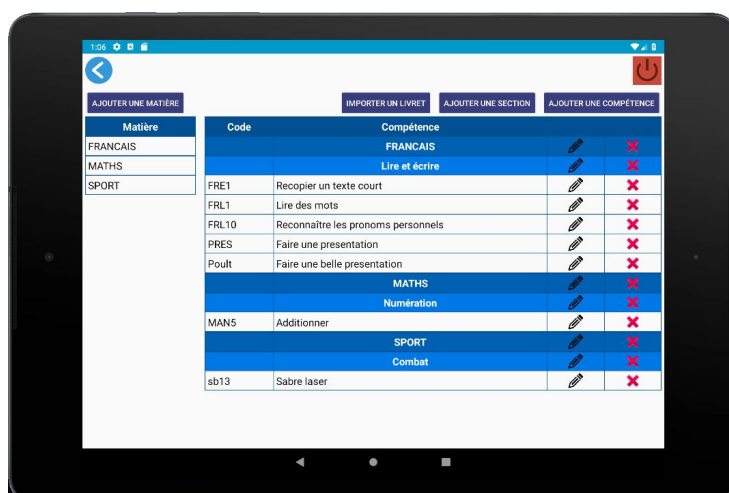 1:06
AJOUTER UNE MATIÈRE
IMPORTER UN LIVRET
AJOUTER UNE SECTION
AJOUTER UNE COMPÉTENCE
Matière
FRANCAIS
MATHS
SPORT
Code Compétence
FRANCAIS
Lire et écrire
FRE1 Recopier un texte court
FRL1 Lire des mots
FRL10 Reconnaître les pronoms personnels
PRES Faire une presentation
Poult Faire une belle presentation
MATHS
Numération
MAN5 Additionner
SPORT
Combat
sb13 Sabre laser